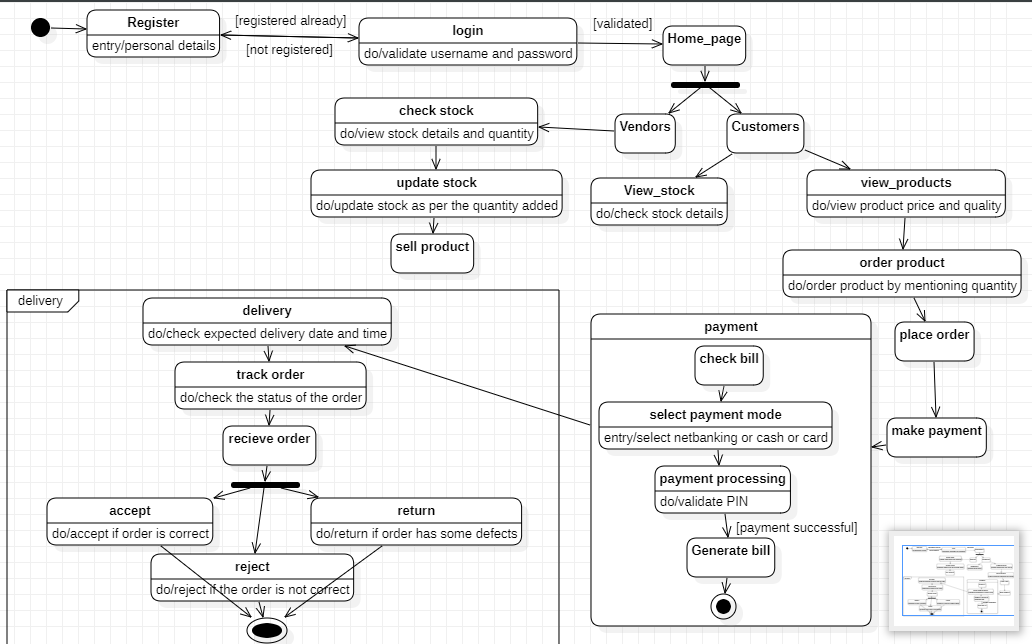 Register
entry/personal details
[registered already]
[not registered]
login
do/validate username and password
[validated]
Home_page
check stock
do/view stock details and quantity
Vendors
Customers
update stock
do/update stock as per the quantity added
View_stock
do/check stock details
view_products
do/view product price and quality
sell product
order product
do/order product by mentioning quantity
delivery
delivery
do/check expected delivery date and time
payment
place order
check bill
track order
do/check the status of the order
select payment mode
entry/select netbanking or cash or card
make payment
recieve order
payment processing
do/validate PIN
accept
do/accept if order is correct
return
do/return if order has some defects
[payment successful]
Generate bill
reject
do/reject if the order is not correct